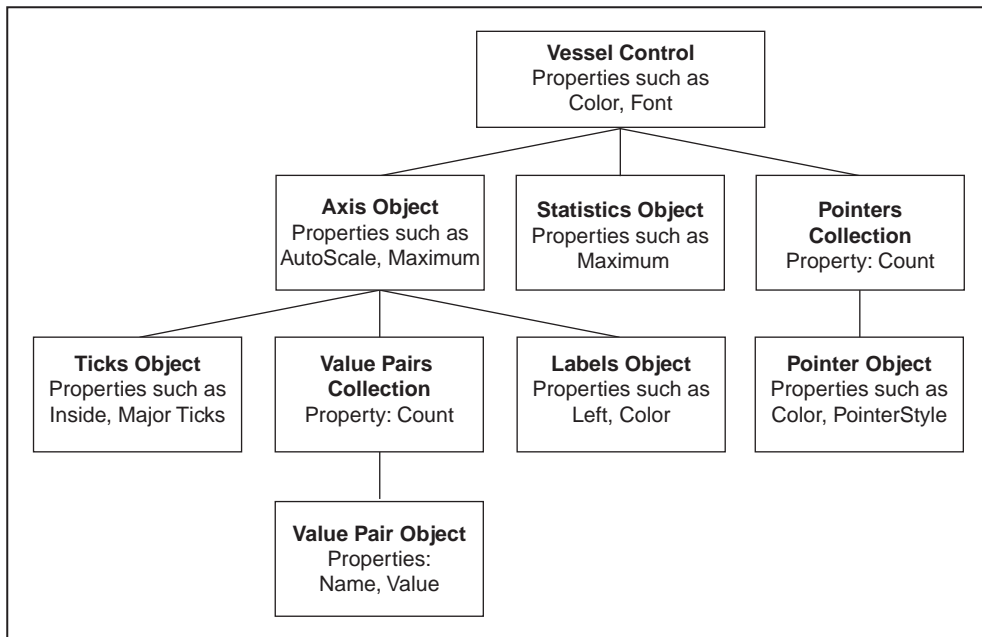 Vessel Control
Properties such as
Color, Font
Axis Object
Properties such as
AutoScale, Maximum
Statistics Object
Properties such as
Maximum
Pointers
Collection
Property: Count
Ticks Object
Properties such as
Inside, Major Ticks
Value Pairs
Collection
Property: Count
Labels Object
Properties such as
Left, Color
Pointer Object
Properties such as
Color, PointerStyle
Value Pair Object
Properties:
Name, Value